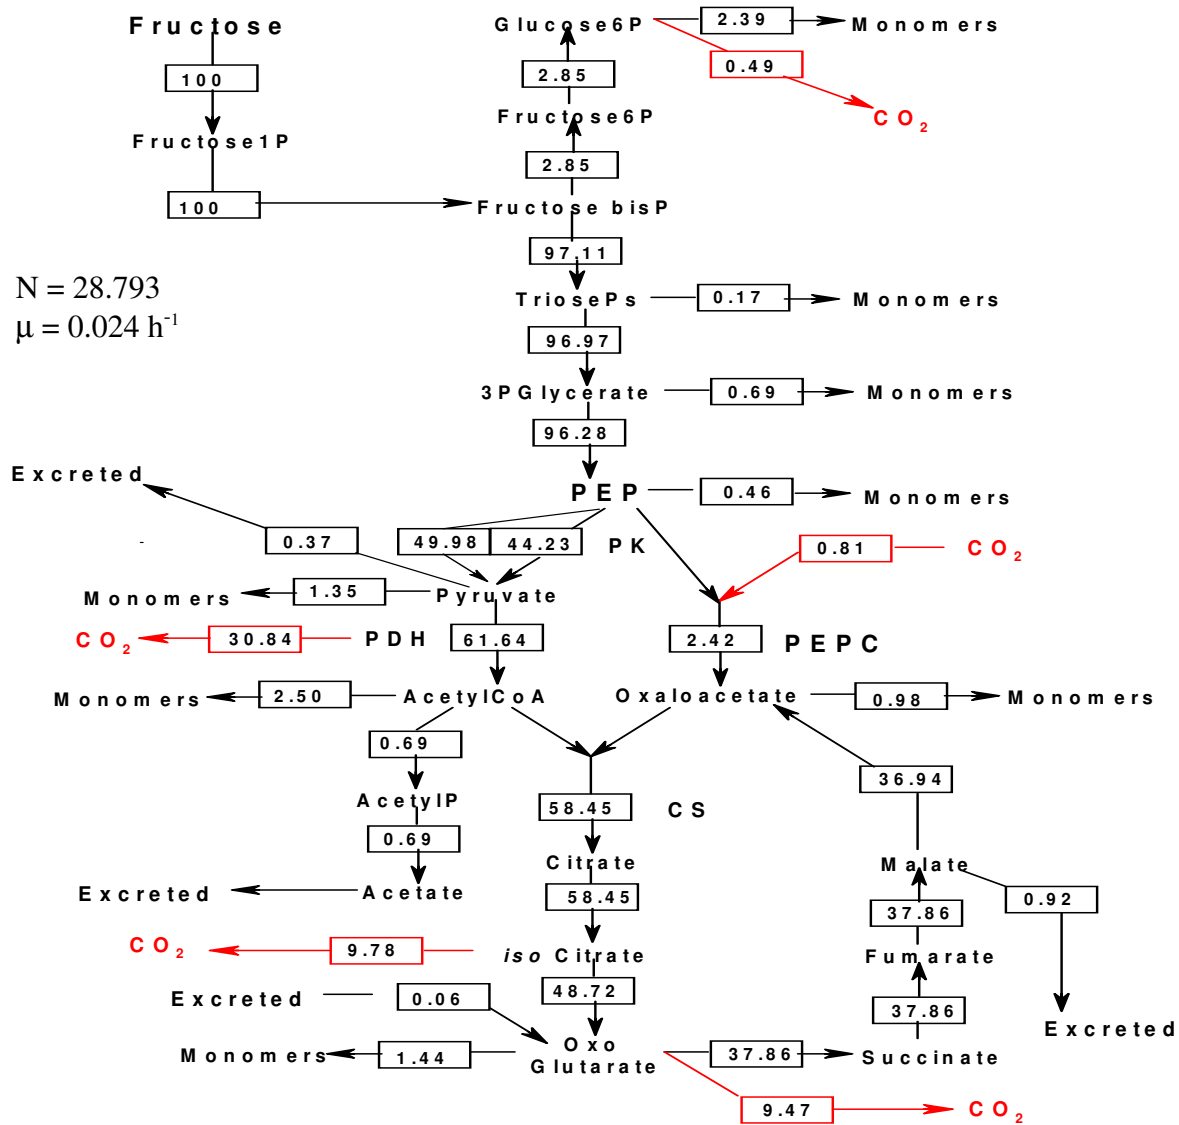 Fructose
Glucose6P
2.39
Monomers
100
2.85
0.49
Fructose6P
CO₂
Fructose1P
2.85
100
Fructose bisP
97.11
N = 28.793
TriosePs
0.17
Monomers
μ = 0.024 h⁻¹
96.97
3PGlycerate
0.69
Monomers
96.28
Excreted
PEP
0.46
Monomers
0.37
49.98
44.23
PK
0.81
CO₂
-
Monomers
1.35
Pyruvate
CO₂
30.84
PDH
61.64
2.42
PEPC
Monomers
2.50
AcetylCoA
Oxaloacetate
0.98
Monomers
0.69
36.94
AcetylP
58.45
CS
0.69
Citrate
Malate
Excreted
Acetate
58.45
0.92
37.86
CO₂
9.78
iso Citrate
Fumarate
Excreted
0.06
48.72
37.86
Excreted
Monomers
1.44
Oxo
Glutarate
37.86
Succinate
9.47
CO₂